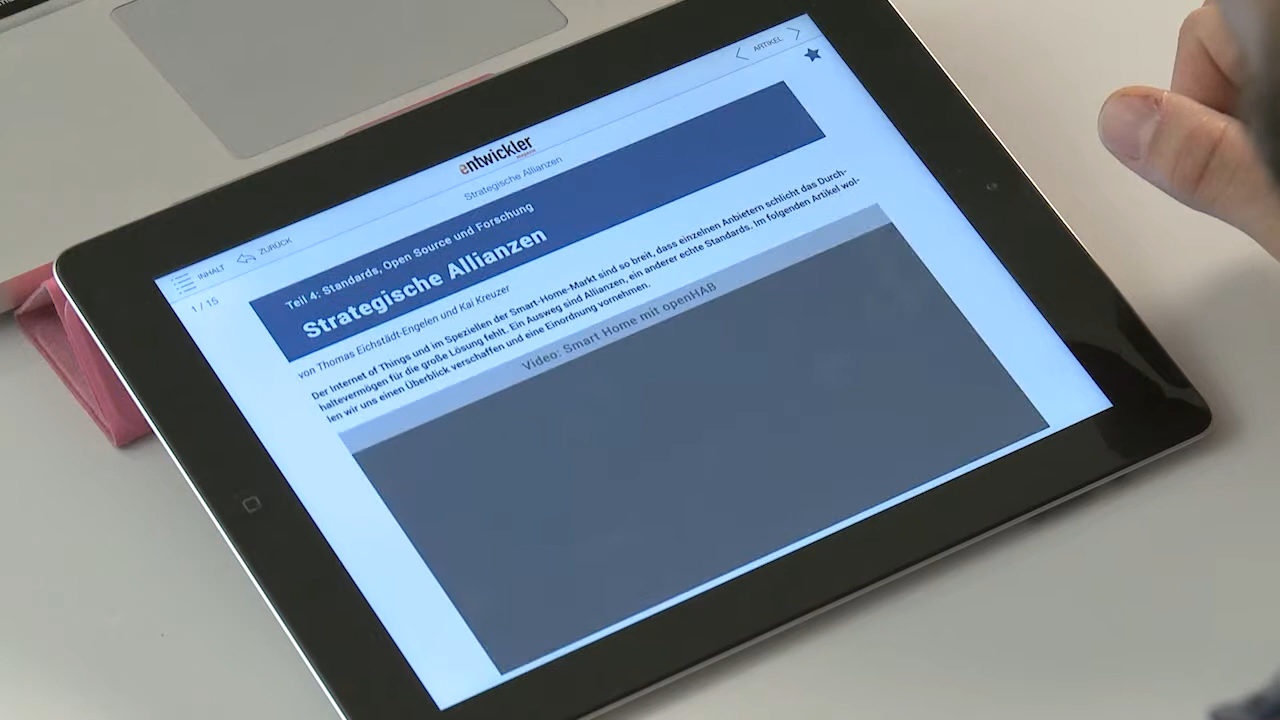 INHALT
ZURÜCK
ARTIKEL
1 / 15
entwickler
magazin
Strategische Allianzen
Teil 4: Standards, Open Source und Forschung
Strategische Allianzen
von Thomas Eichstädt-Engelen und Kai Kreuzer
Der Internet of Things und im Speziellen der Smart-Home-Markt sind so breit, dass einzelnen Anbietern schlicht das Durch-
haltevermögen für die große Lösung fehlt. Ein Ausweg sind Allianzen, ein anderer echte Standards. Im folgenden Artikel wol-
len wir uns einen Überblick verschaffen und eine Einordnung vornehmen.
Video: Smart Home mit openHAB